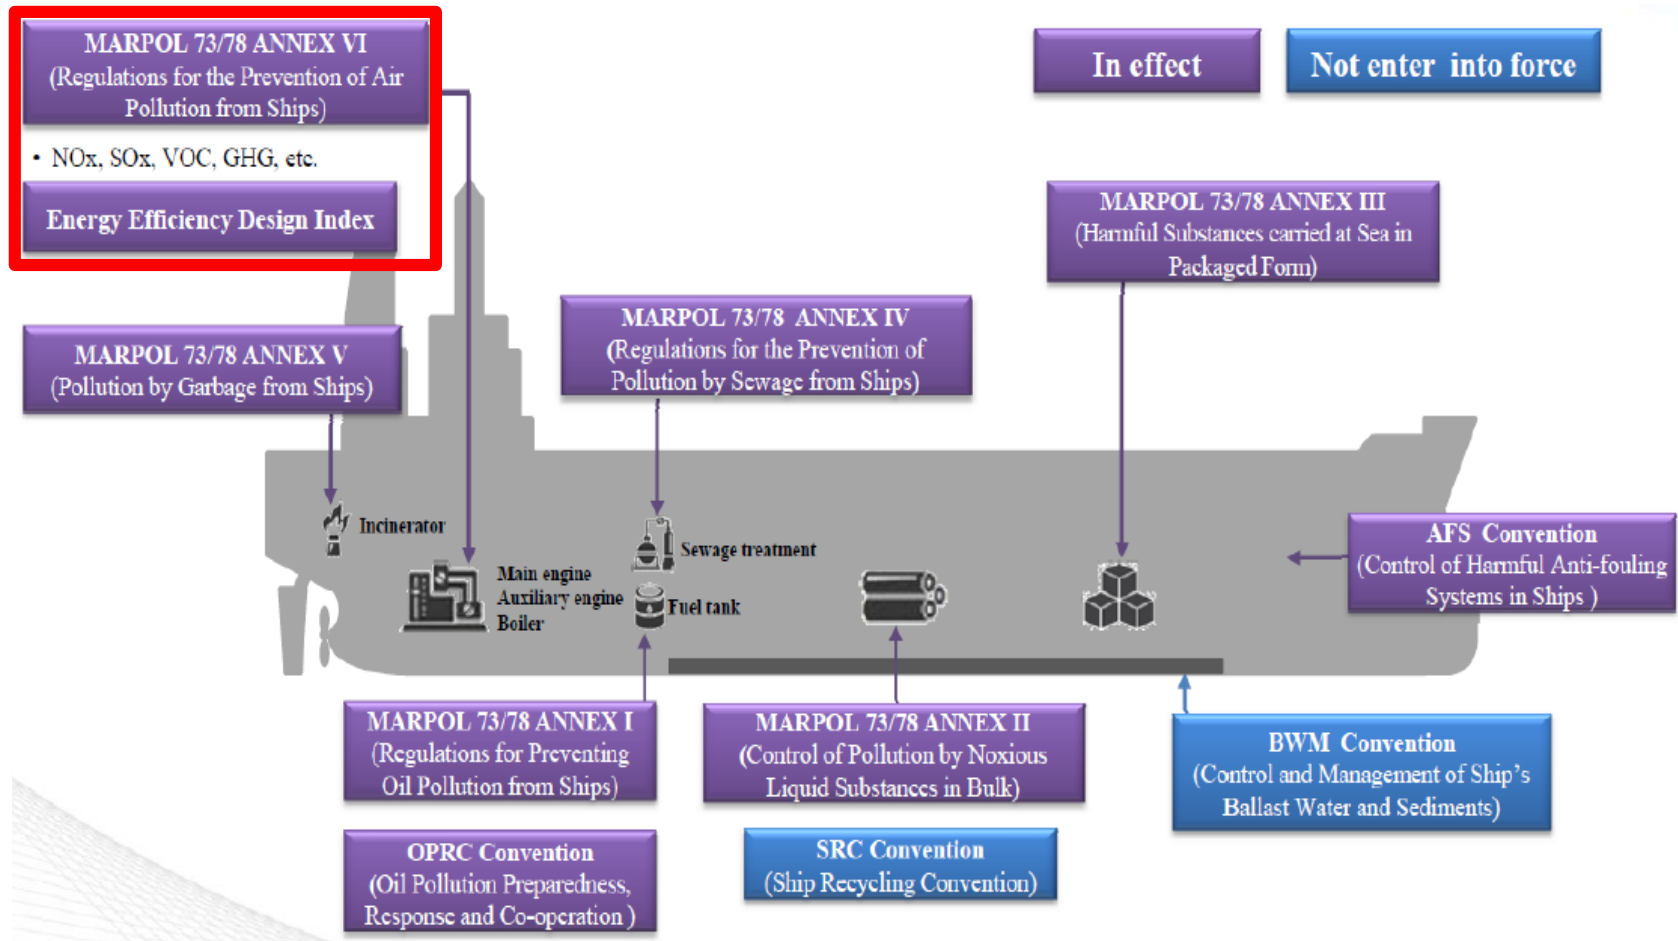 MARPOL 73/78 ANNEX VI
(Regulations for the Prevention of Air
Pollution from Ships)
• NOx, SOx, VOC, GHG, etc.
Energy Efficiency Design Index
In effect
Not enter into force
MARPOL 73/78 ANNEX III
(Harmful Substances carried at Sea in
Packaged Form)
MARPOL 73/78 ANNEX IV
(Regulations for the Prevention of
Pollution by Sewage from Ships)
MARPOL 73/78 ANNEX V
(Pollution by Garbage from Ships)
Incinerator
Sewage treatment
Main engine
Auxiliary engine
Boiler
Fuel tank
AFS Convention
(Control of Harmful Anti-fouling
Systems in Ships )
MARPOL 73/78 ANNEX I
(Regulations for Preventing
Oil Pollution from Ships)
MARPOL 73/78 ANNEX II
(Control of Pollution by Noxious
Liquid Substances in Bulk)
BWM Convention
(Control and Management of Ship's
Ballast Water and Sediments)
OPRC Convention
(Oil Pollution Preparedness,
Response and Co-operation )
SRC Convention
(Ship Recycling Convention)